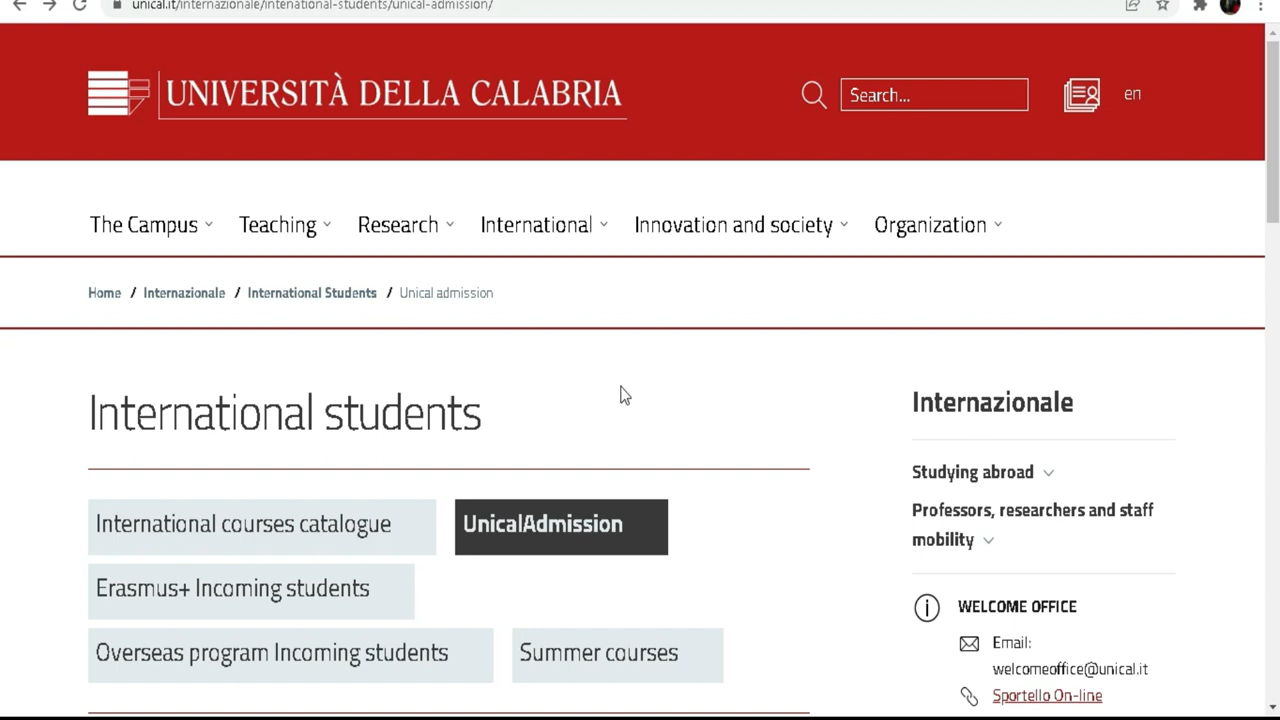 unical.it/internazionale/intenational-students/unical-admission/
UNIVERSITÀ DELLA CALABRIA
Search...
en
The Campus
Teaching
Research
International
Innovation and society
Organization
Home / Internazionale / International Students / Unical admission
International students
International courses catalogue
UnicalAdmission
Erasmus+ Incoming students
Overseas program Incoming students
Summer courses
Internazionale
Studying abroad
Professors, researchers and staff
mobility
WELCOME OFFICE
Email:
welcomeoffice@unical.it
Sportello On-line